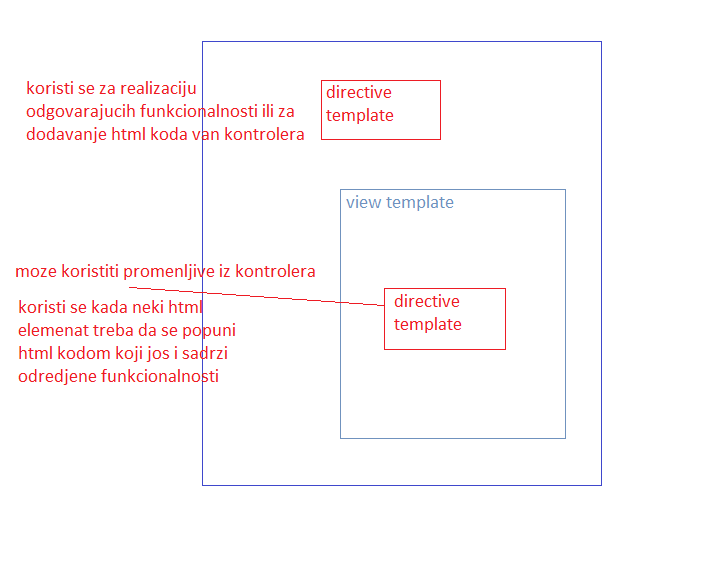 koristi se za realizaciju
odgovarajucih funkcionalnosti ili za
dodavanje html koda van kontrolera
directive
template
view template
moze koristiti promenljive iz kontrolera
koristi se kada neki html
elemenat treba da se popuni
html kodom koji jos i sadrzi
odredjene funkcionalnosti
directive
template